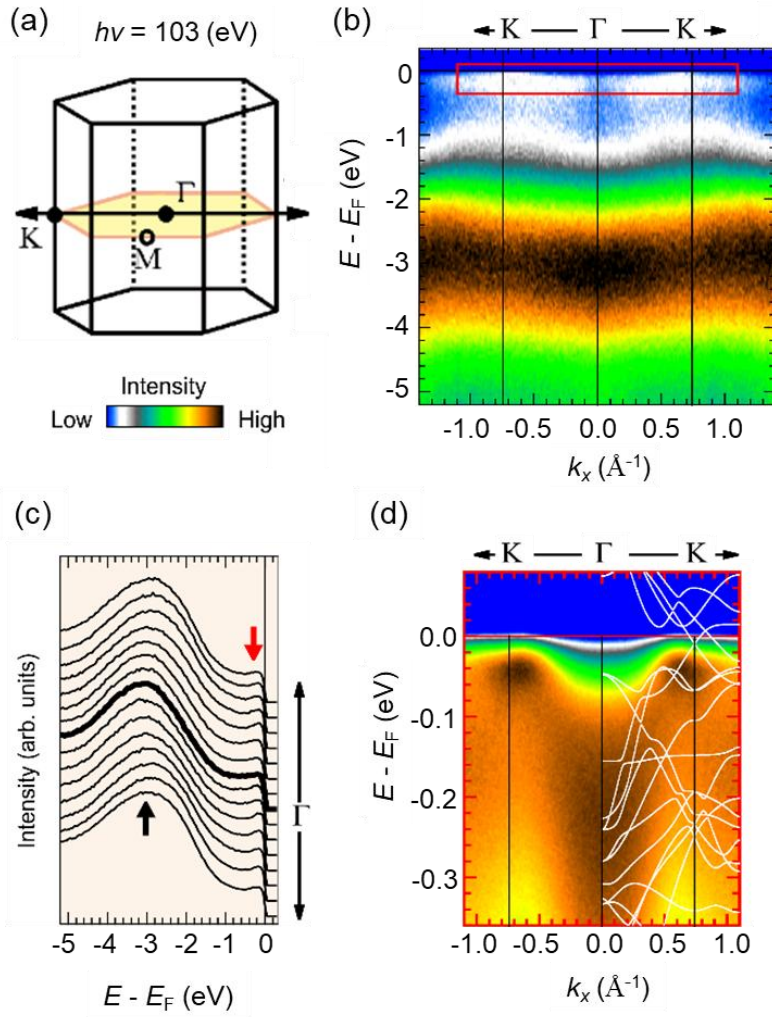 (a)
hν = 103 (eV)
Γ
K
M
Intensity
Low
High
(b)
K
Γ
K
0
-1
-2
-3
-4
-5
E - E_F (eV)
-1.0
-0.5
0.0
0.5
1.0
k_x (Å⁻¹)
(c)
Intensity (arb. units)
Γ
-5
-4
-3
-2
-1
0
E - E_F (eV)
(d)
K
Γ
K
0.0
-0.1
-0.2
-0.3
E - E_F (eV)
-1.0
-0.5
0.0
0.5
1.0
k_x (Å⁻¹)